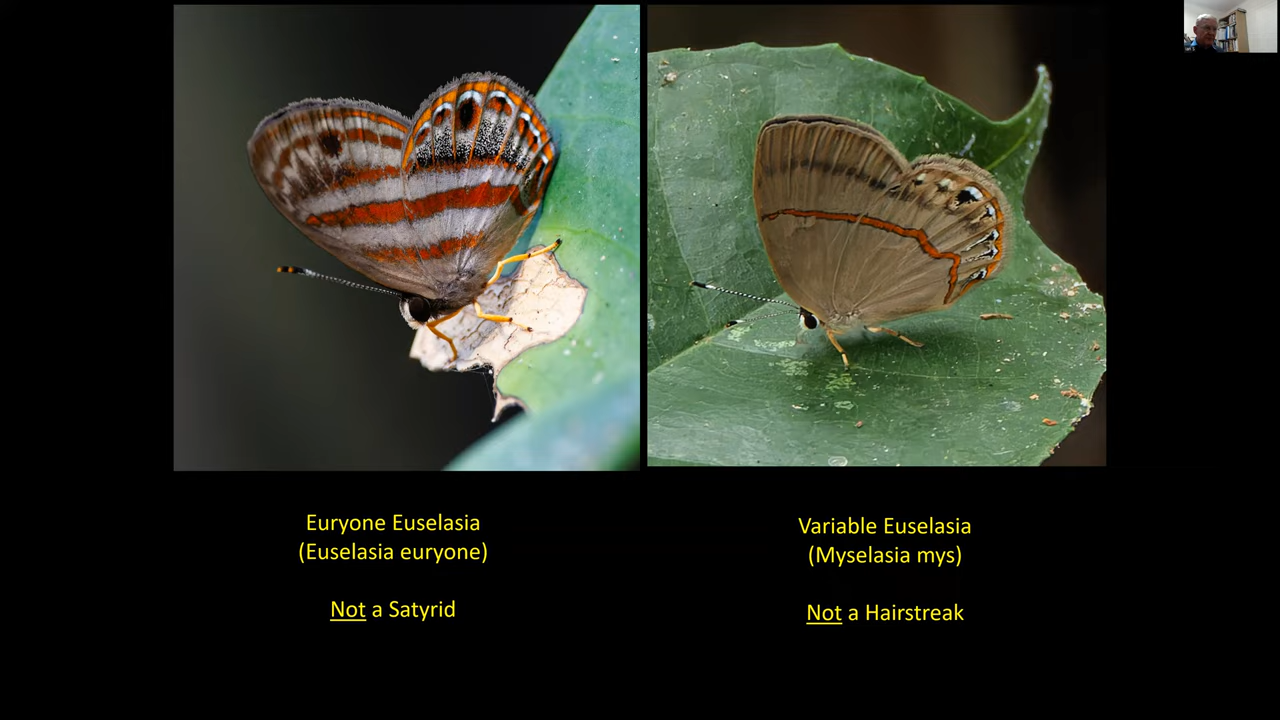 Euryone Euselasia
(Euselasia euryone)
Not a Satyrid
Variable Euselasia
(Myselasia mys)
Not a Hairstreak